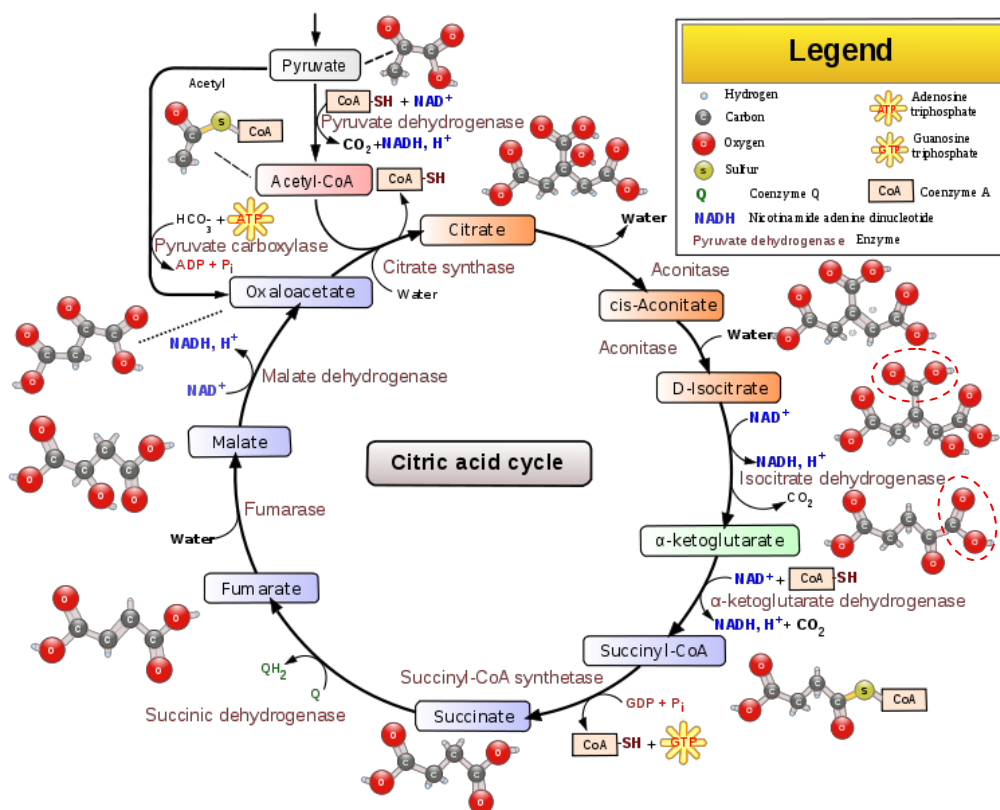 Pyruvate
Acetyl
CoA-SH + NAD+
Pyruvate dehydrogenase
CO2+NADH, H+
S
CoA
Acetyl-CoA
CoA-SH
HCO3- + ATP
Pyruvate carboxylase
ADP + Pi
Oxaloacetate
Citrate
Citrate synthase
Water
Water
Aconitase
cis-Aconitate
Aconitase
Water
D-Isocitrate
NAD+
NADH, H+
Isocitrate dehydrogenase
CO2
α-ketoglutarate
NAD+ + CoA-SH
α-ketoglutarate dehydrogenase
NADH, H+ + CO2
Succinyl-CoA
S
CoA
Succinyl-CoA synthetase
GDP + Pi
CoA-SH + GTP
Succinate
Succinic dehydrogenase
QH2
Q
Fumarate
Water
Fumarase
Malate
NADH, H+
NAD+
Malate dehydrogenase
Citric acid cycle
Legend
Hydrogen
C Carbon
O Oxygen
S Sulfur
Q Coenzyme Q
ATP Adenosine
triphosphate
GTP Guanosine
triphosphate
CoA Coenzyme A
NADH Nicotinamide adenine dinucleotide
Pyruvate dehydrogenase Enzyme